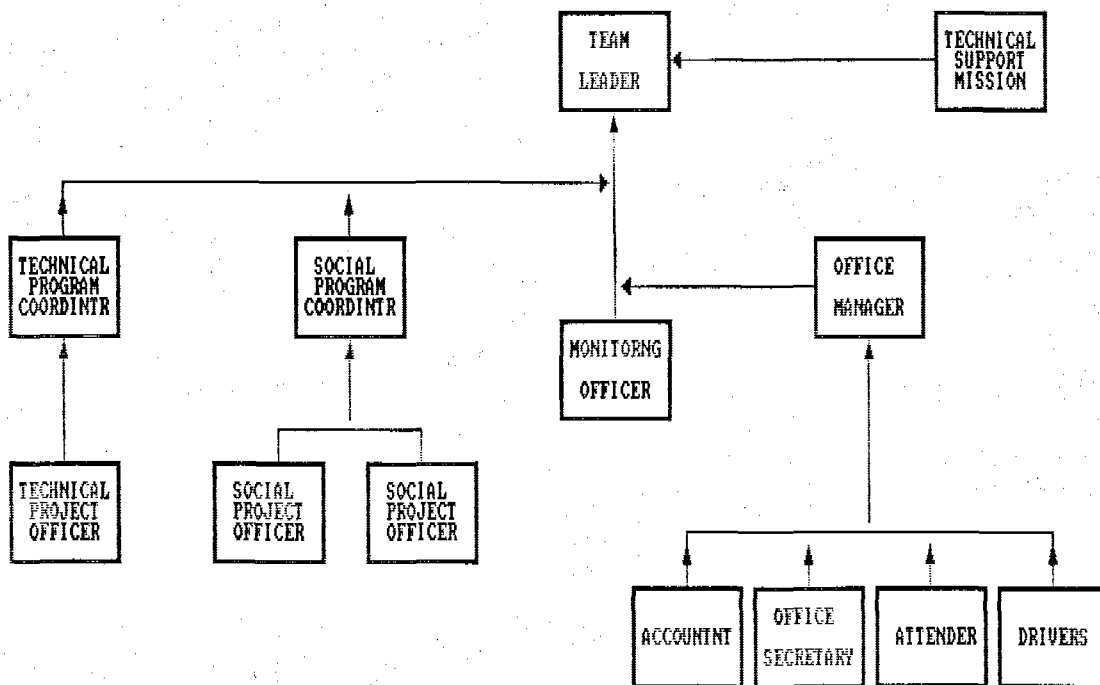 TEAM
LEADER
TECHNICAL
SUPPORT
MISSION
TECHNICAL
PROGRAM
COORDINTR
SOCIAL
PROGRAM
COORDINTR
OFFICE
MANAGER
MONITORNG
OFFICER
TECHNICAL
PROJECT
OFFICER
SOCIAL
PROJECT
OFFICER
SOCIAL
PROJECT
OFFICER
ACCOUNTNT
OFFICE
SECRETARY
ATTENDER
DRIVERS